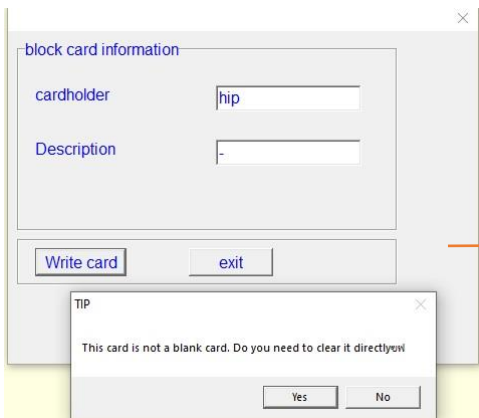 block card information
cardholder
hip
Description
-
Write card
exit
TIP
This card is not a blank card. Do you need to clear it
Yes
No